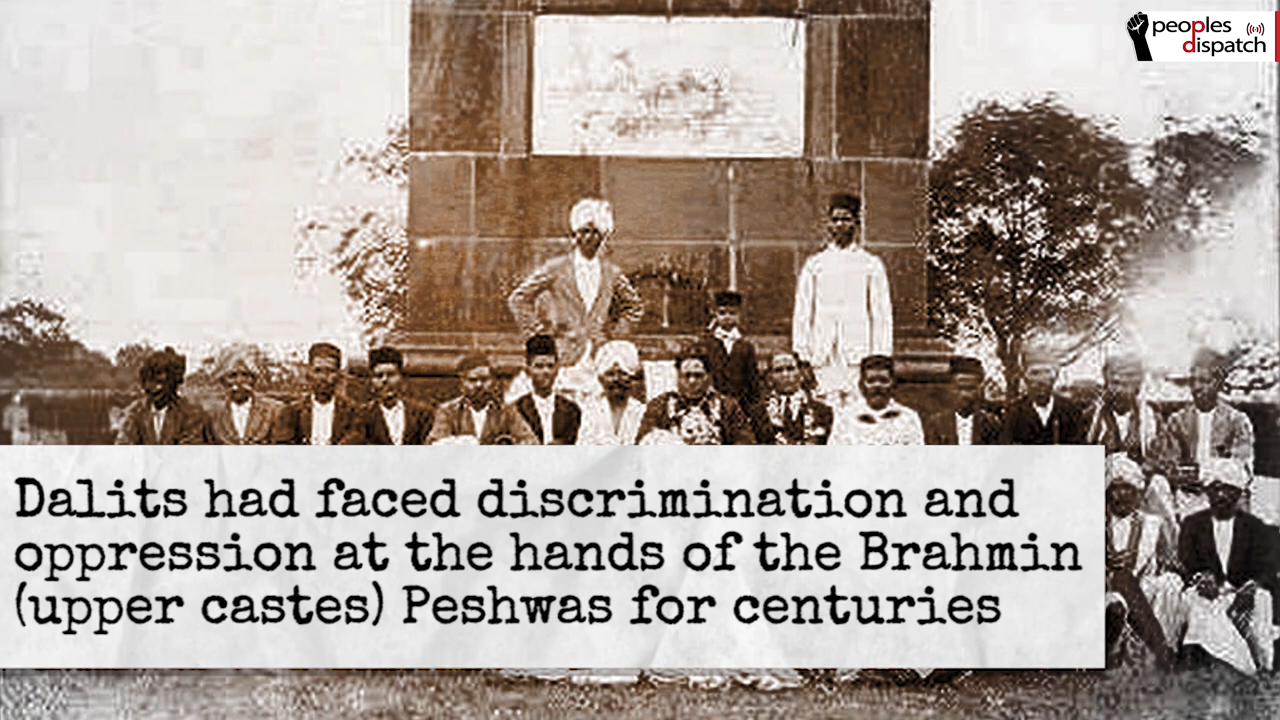 peoples
dispatch
Dalits had faced discrimination and
oppression at the hands of the Brahmin
(upper castes) Peshwas for centuries